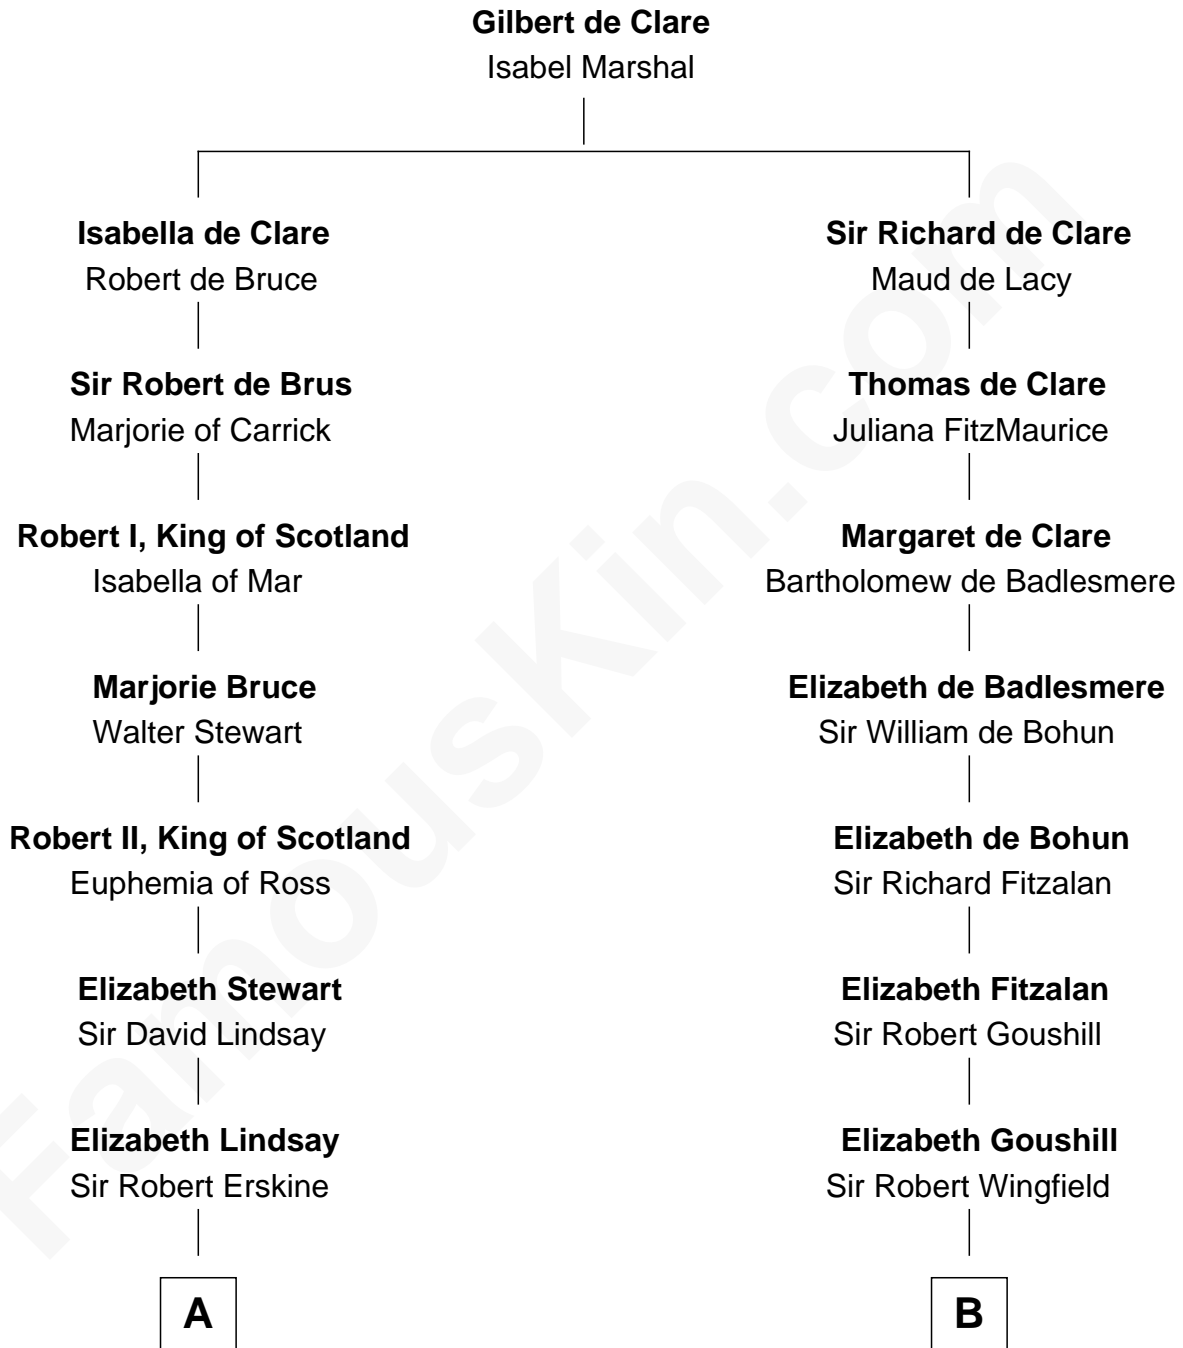 Gilbert de Clare
Isabel Marshal
Isabella de Clare
Robert de Bruce
Sir Robert de Brus
Marjorie of Carrick
Robert I, King of Scotland
Isabella of Mar
Marjorie Bruce
Walter Stewart
Robert II, King of Scotland
Euphemia of Ross
Elizabeth Stewart
Sir David Lindsay
Elizabeth Lindsay
Sir Robert Erskine
A
Sir Richard de Clare
Maud de Lacy
Thomas de Clare
Juliana FitzMaurice
Margaret de Clare
Bartholomew de Badlesmere
Elizabeth de Badlesmere
Sir William de Bohun
Elizabeth de Bohun
Sir Richard Fitzalan
Elizabeth Fitzalan
Sir Robert Goushill
Elizabeth Goushill
Sir Robert Wingfield
B
FamousKin.com